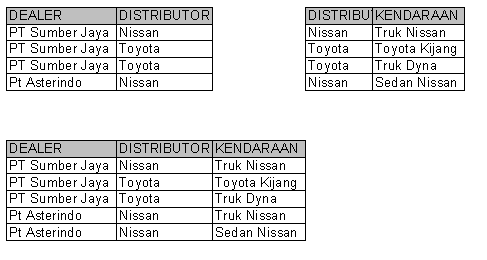 DEALER DISTRIBUTOR
PT Sumber Jaya Nissan
PT Sumber Jaya Toyota
PT Sumber Jaya Toyota
Pt Asterindo Nissan
DISTRIBUT KENDARAAN
Nissan Truk Nissan
Toyota Toyota Kijang
Toyota Truk Dyna
Nissan Sedan Nissan
DEALER DISTRIBUTOR KENDARAAN
PT Sumber Jaya Nissan Truk Nissan
PT Sumber Jaya Toyota Toyota Kijang
PT Sumber Jaya Toyota Truk Dyna
Pt Asterindo Nissan Truk Nissan
Pt Asterindo Nissan Sedan Nissan